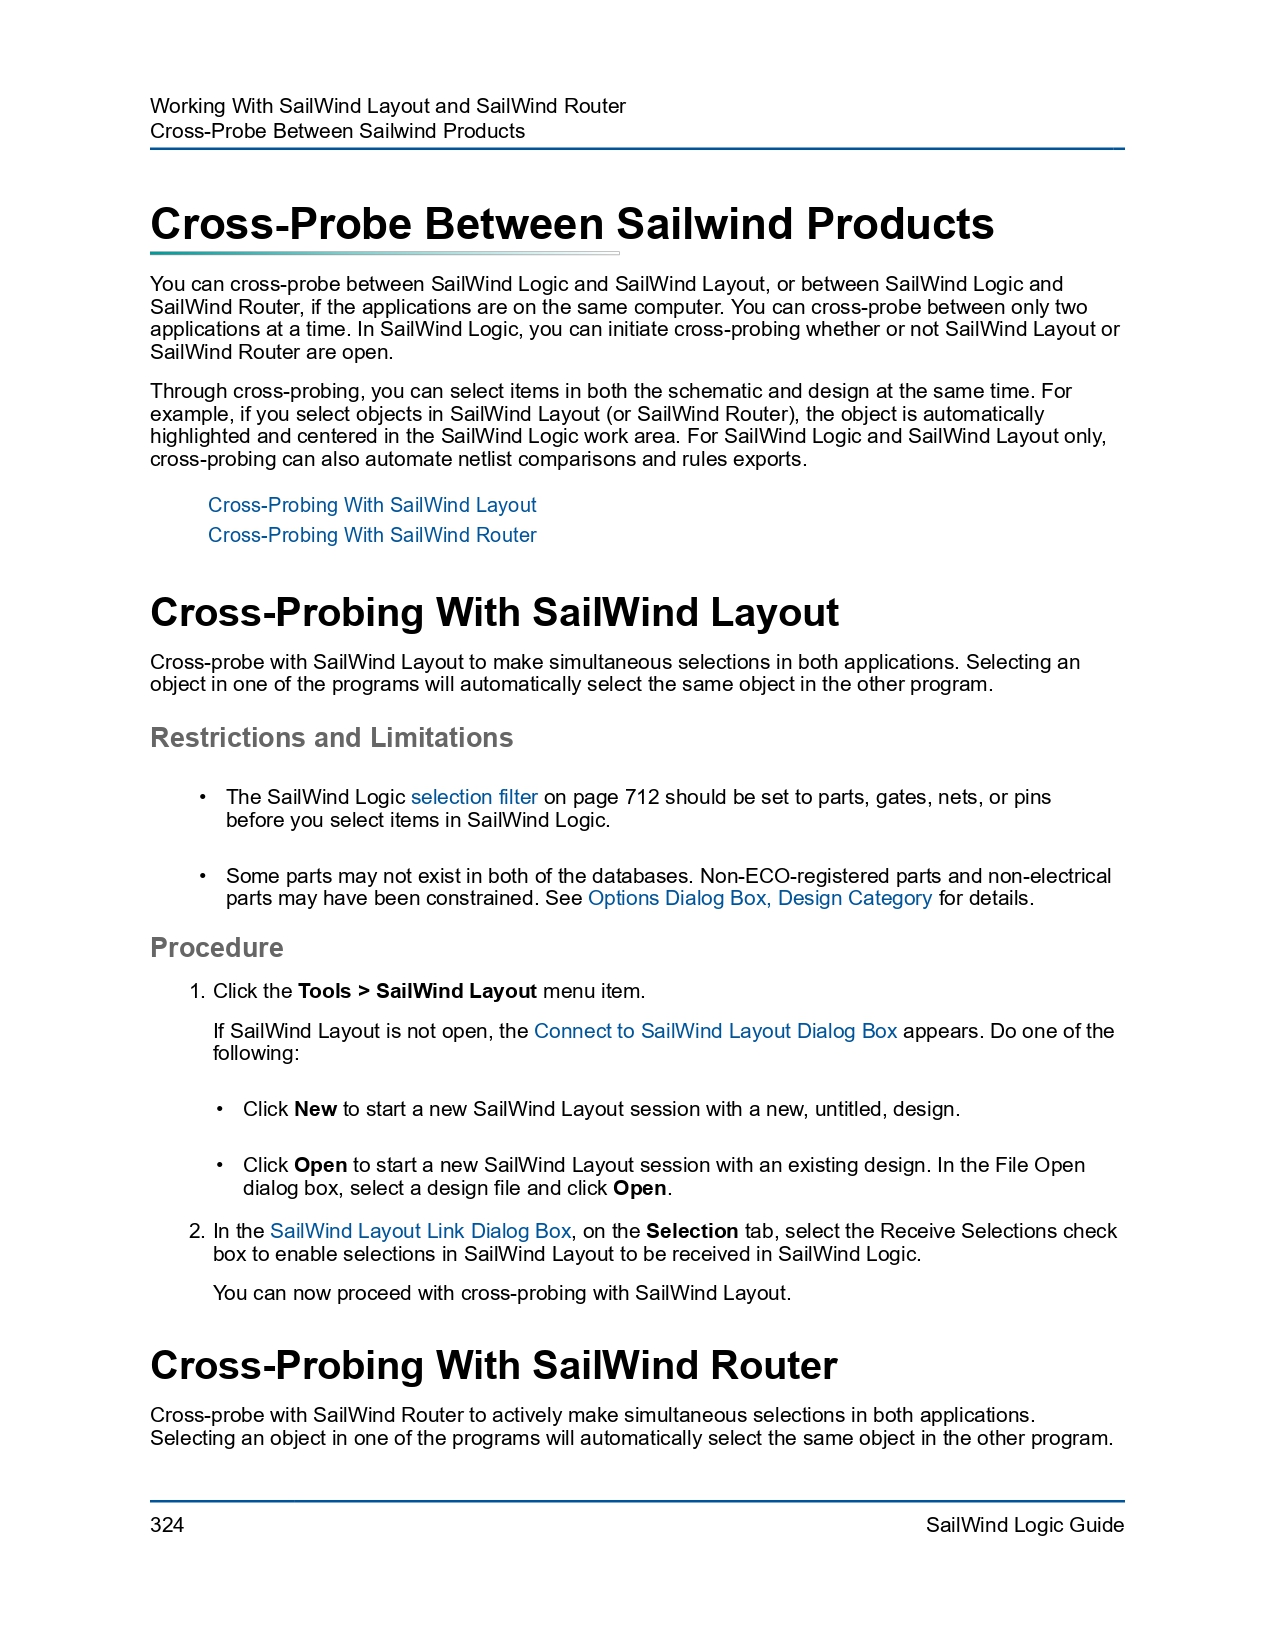 Working With SailWind Layout and SailWind Router
Cross-Probe Between Sailwind Products
Cross-Probe Between Sailwind Products
You can cross-probe between SailWind Logic and SailWind Layout, or between SailWind Logic and
SailWind Router, if the applications are on the same computer. You can cross-probe between only two
applications at a time. In SailWind Logic, you can initiate cross-probing whether or not SailWind Layout or
SailWind Router are open.
Through cross-probing, you can select items in both the schematic and design at the same time. For
example, if you select objects in SailWind Layout (or SailWind Router), the object is automatically
highlighted and centered in the SailWind Logic work area. For SailWind Logic and SailWind Layout only,
cross-probing can also automate netlist comparisons and rules exports.
Cross-Probing With SailWind Layout
Cross-Probing With SailWind Router
Cross-Probing With SailWind Layout
Cross-probe with SailWind Layout to make simultaneous selections in both applications. Selecting an
object in one of the programs will automatically select the same object in the other program.
Restrictions and Limitations
• The SailWind Logic selection filter on page 712 should be set to parts, gates, nets, or pins
before you select items in SailWind Logic.
• Some parts may not exist in both of the databases. Non-ECO-registered parts and non-electrical
parts may have been constrained. See Options Dialog Box, Design Category for details.
Procedure
1. Click the Tools > SailWind Layout menu item.
If SailWind Layout is not open, the Connect to SailWind Layout Dialog Box appears. Do one of the
following:
• Click New to start a new SailWind Layout session with a new, untitled, design.
• Click Open to start a new SailWind Layout session with an existing design. In the File Open
dialog box, select a design file and click Open.
2. In the SailWind Layout Link Dialog Box, on the Selection tab, select the Receive Selections check
box to enable selections in SailWind Layout to be received in SailWind Logic.
You can now proceed with cross-probing with SailWind Layout.
Cross-Probing With SailWind Router
Cross-probe with SailWind Router to actively make simultaneous selections in both applications.
Selecting an object in one of the programs will automatically select the same object in the other program.
324
SailWind Logic Guide